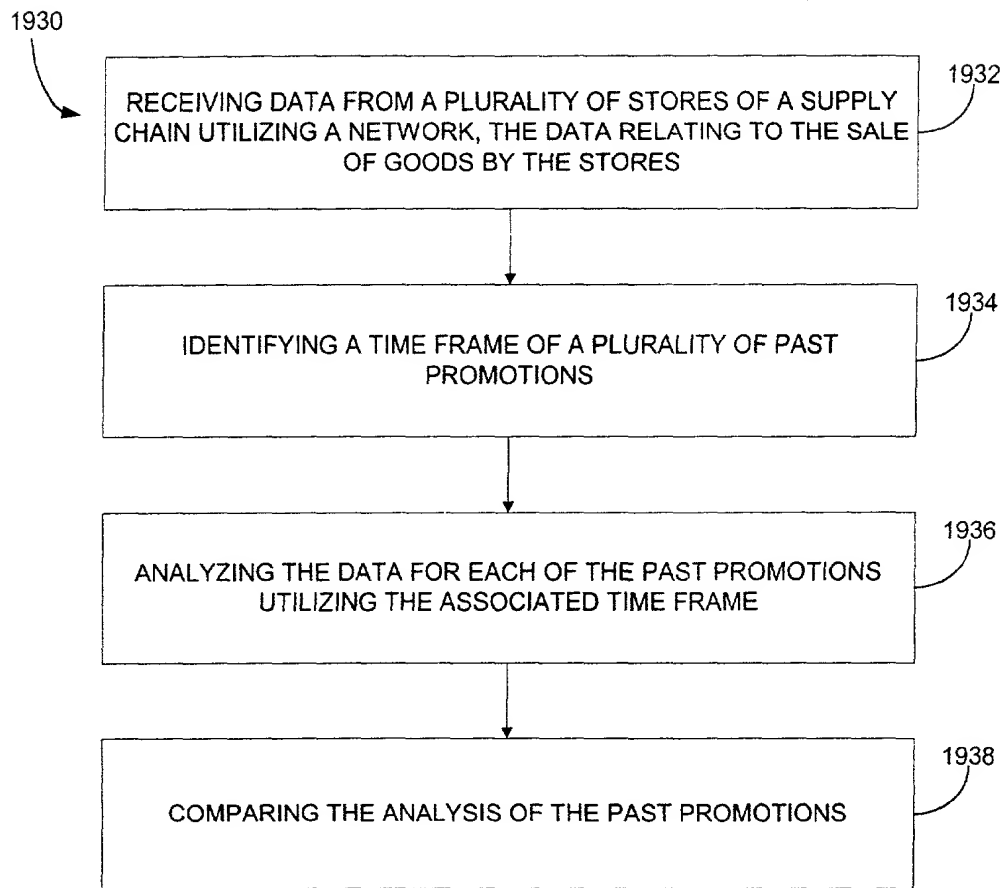 1930
1932
RECEIVING DATA FROM A PLURALITY OF STORES OF A SUPPLY
CHAIN UTILIZING A NETWORK, THE DATA RELATING TO THE SALE
OF GOODS BY THE STORES
1934
IDENTIFYING A TIME FRAME OF A PLURALITY OF PAST
PROMOTIONS
1936
ANALYZING THE DATA FOR EACH OF THE PAST PROMOTIONS
UTILIZING THE ASSOCIATED TIME FRAME
1938
COMPARING THE ANALYSIS OF THE PAST PROMOTIONS